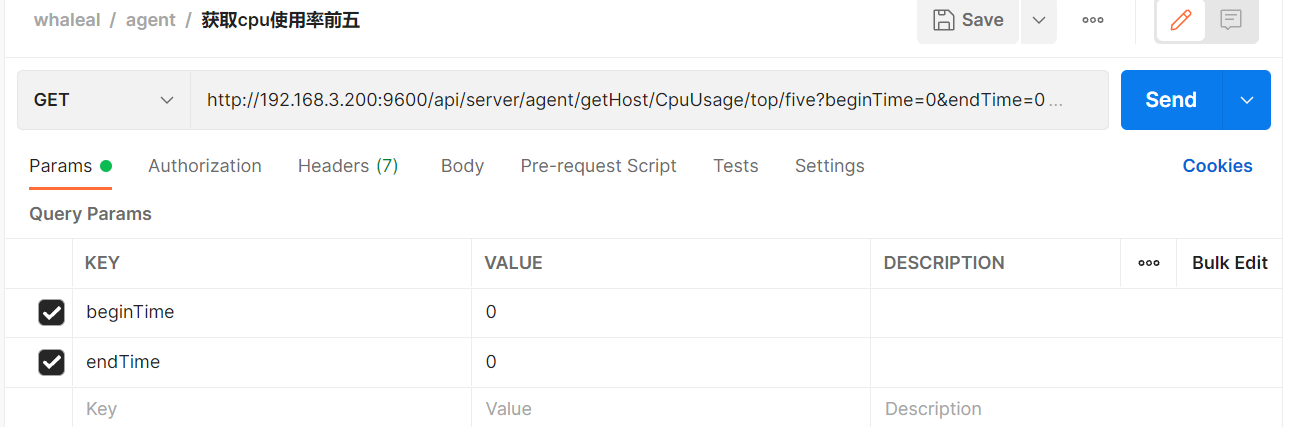 whaleal / agent / 获取cpu使用率前五
Save
GET
http://192.168.3.200:9600/api/server/agent/getHost/CpuUsage/top/five?beginTime=0&endTime=0 ...
Send
Params Authorization Headers (7) Body Pre-request Script Tests Settings Cookies
Query Params
KEY VALUE DESCRIPTION ooo Bulk Edit
beginTime 0
endTime 0
Key Value Description